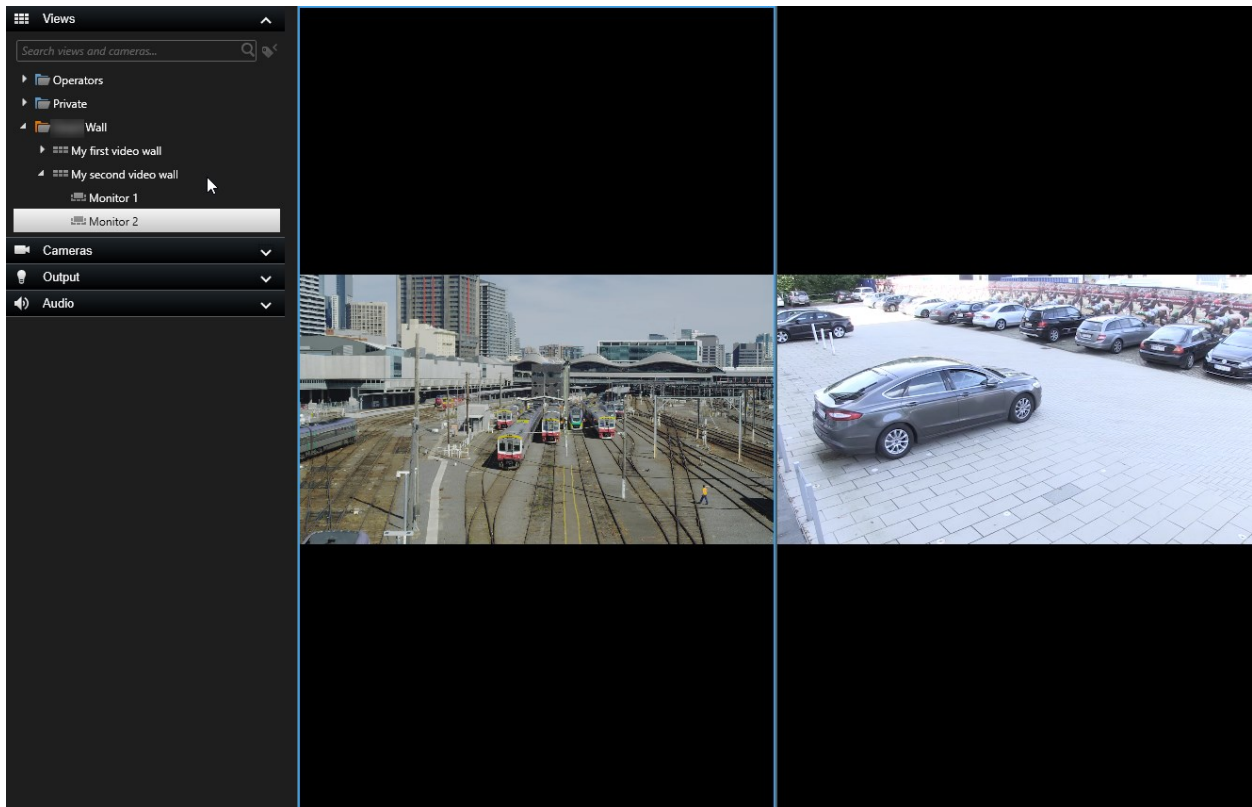 Views
Search views and cameras...
Operators
Private
Wall
My first video wall
My second video wall
Monitor 1
Monitor 2
Cameras
Output
Audio